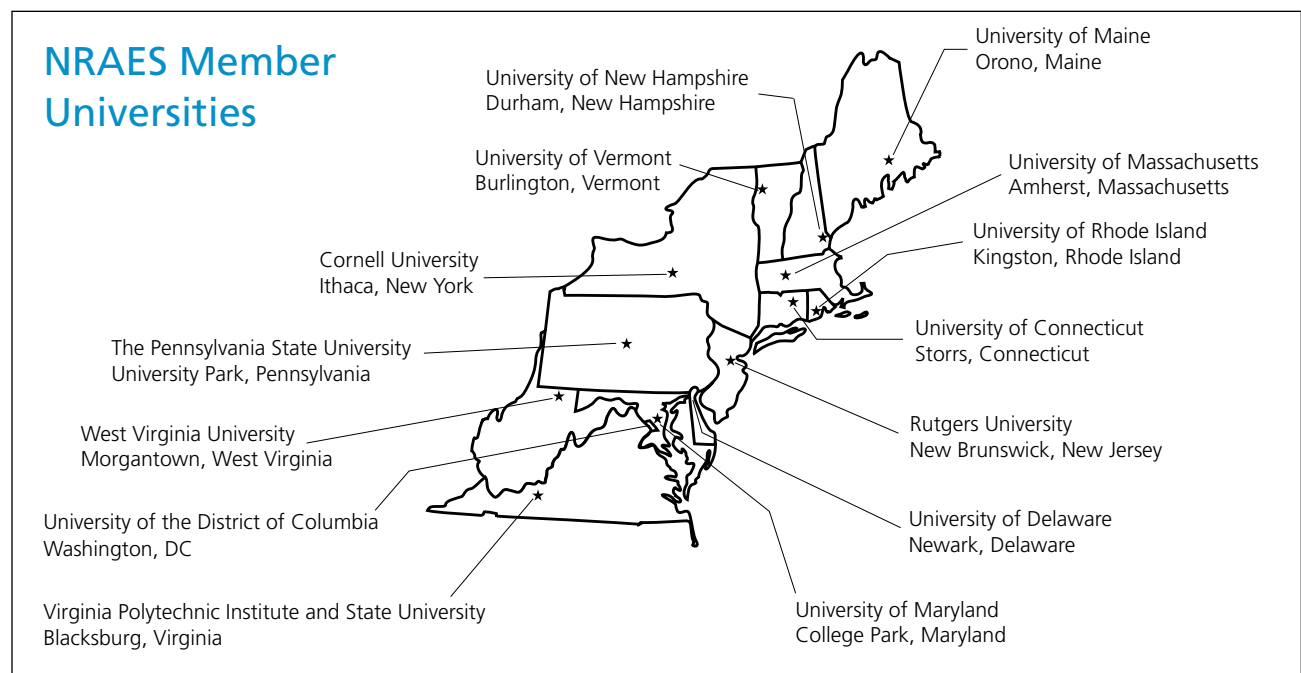 NRAES Member
Universities
University of Maine
Orono, Maine
University of New Hampshire
Durham, New Hampshire
University of Vermont
Burlington, Vermont
University of Massachusetts
Amherst, Massachusetts
University of Rhode Island
Kingston, Rhode Island
Cornell University
Ithaca, New York
University of Connecticut
Storrs, Connecticut
The Pennsylvania State University
University Park, Pennsylvania
Rutgers University
New Brunswick, New Jersey
West Virginia University
Morgantown, West Virginia
University of the District of Columbia
Washington, DC
University of Delaware
Newark, Delaware
Virginia Polytechnic Institute and State University
Blacksburg, Virginia
University of Maryland
College Park, Maryland